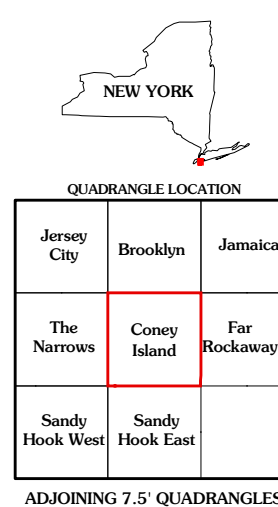 NEW YORK
QUADRANGLE LOCATION
Jersey
City
Brooklyn
Jamaica
The
Narrows
Coney
Island
Far
Rockaway
Sandy
Hook West
Sandy
Hook East
ADJOINING 7.5' QUADRANGLES